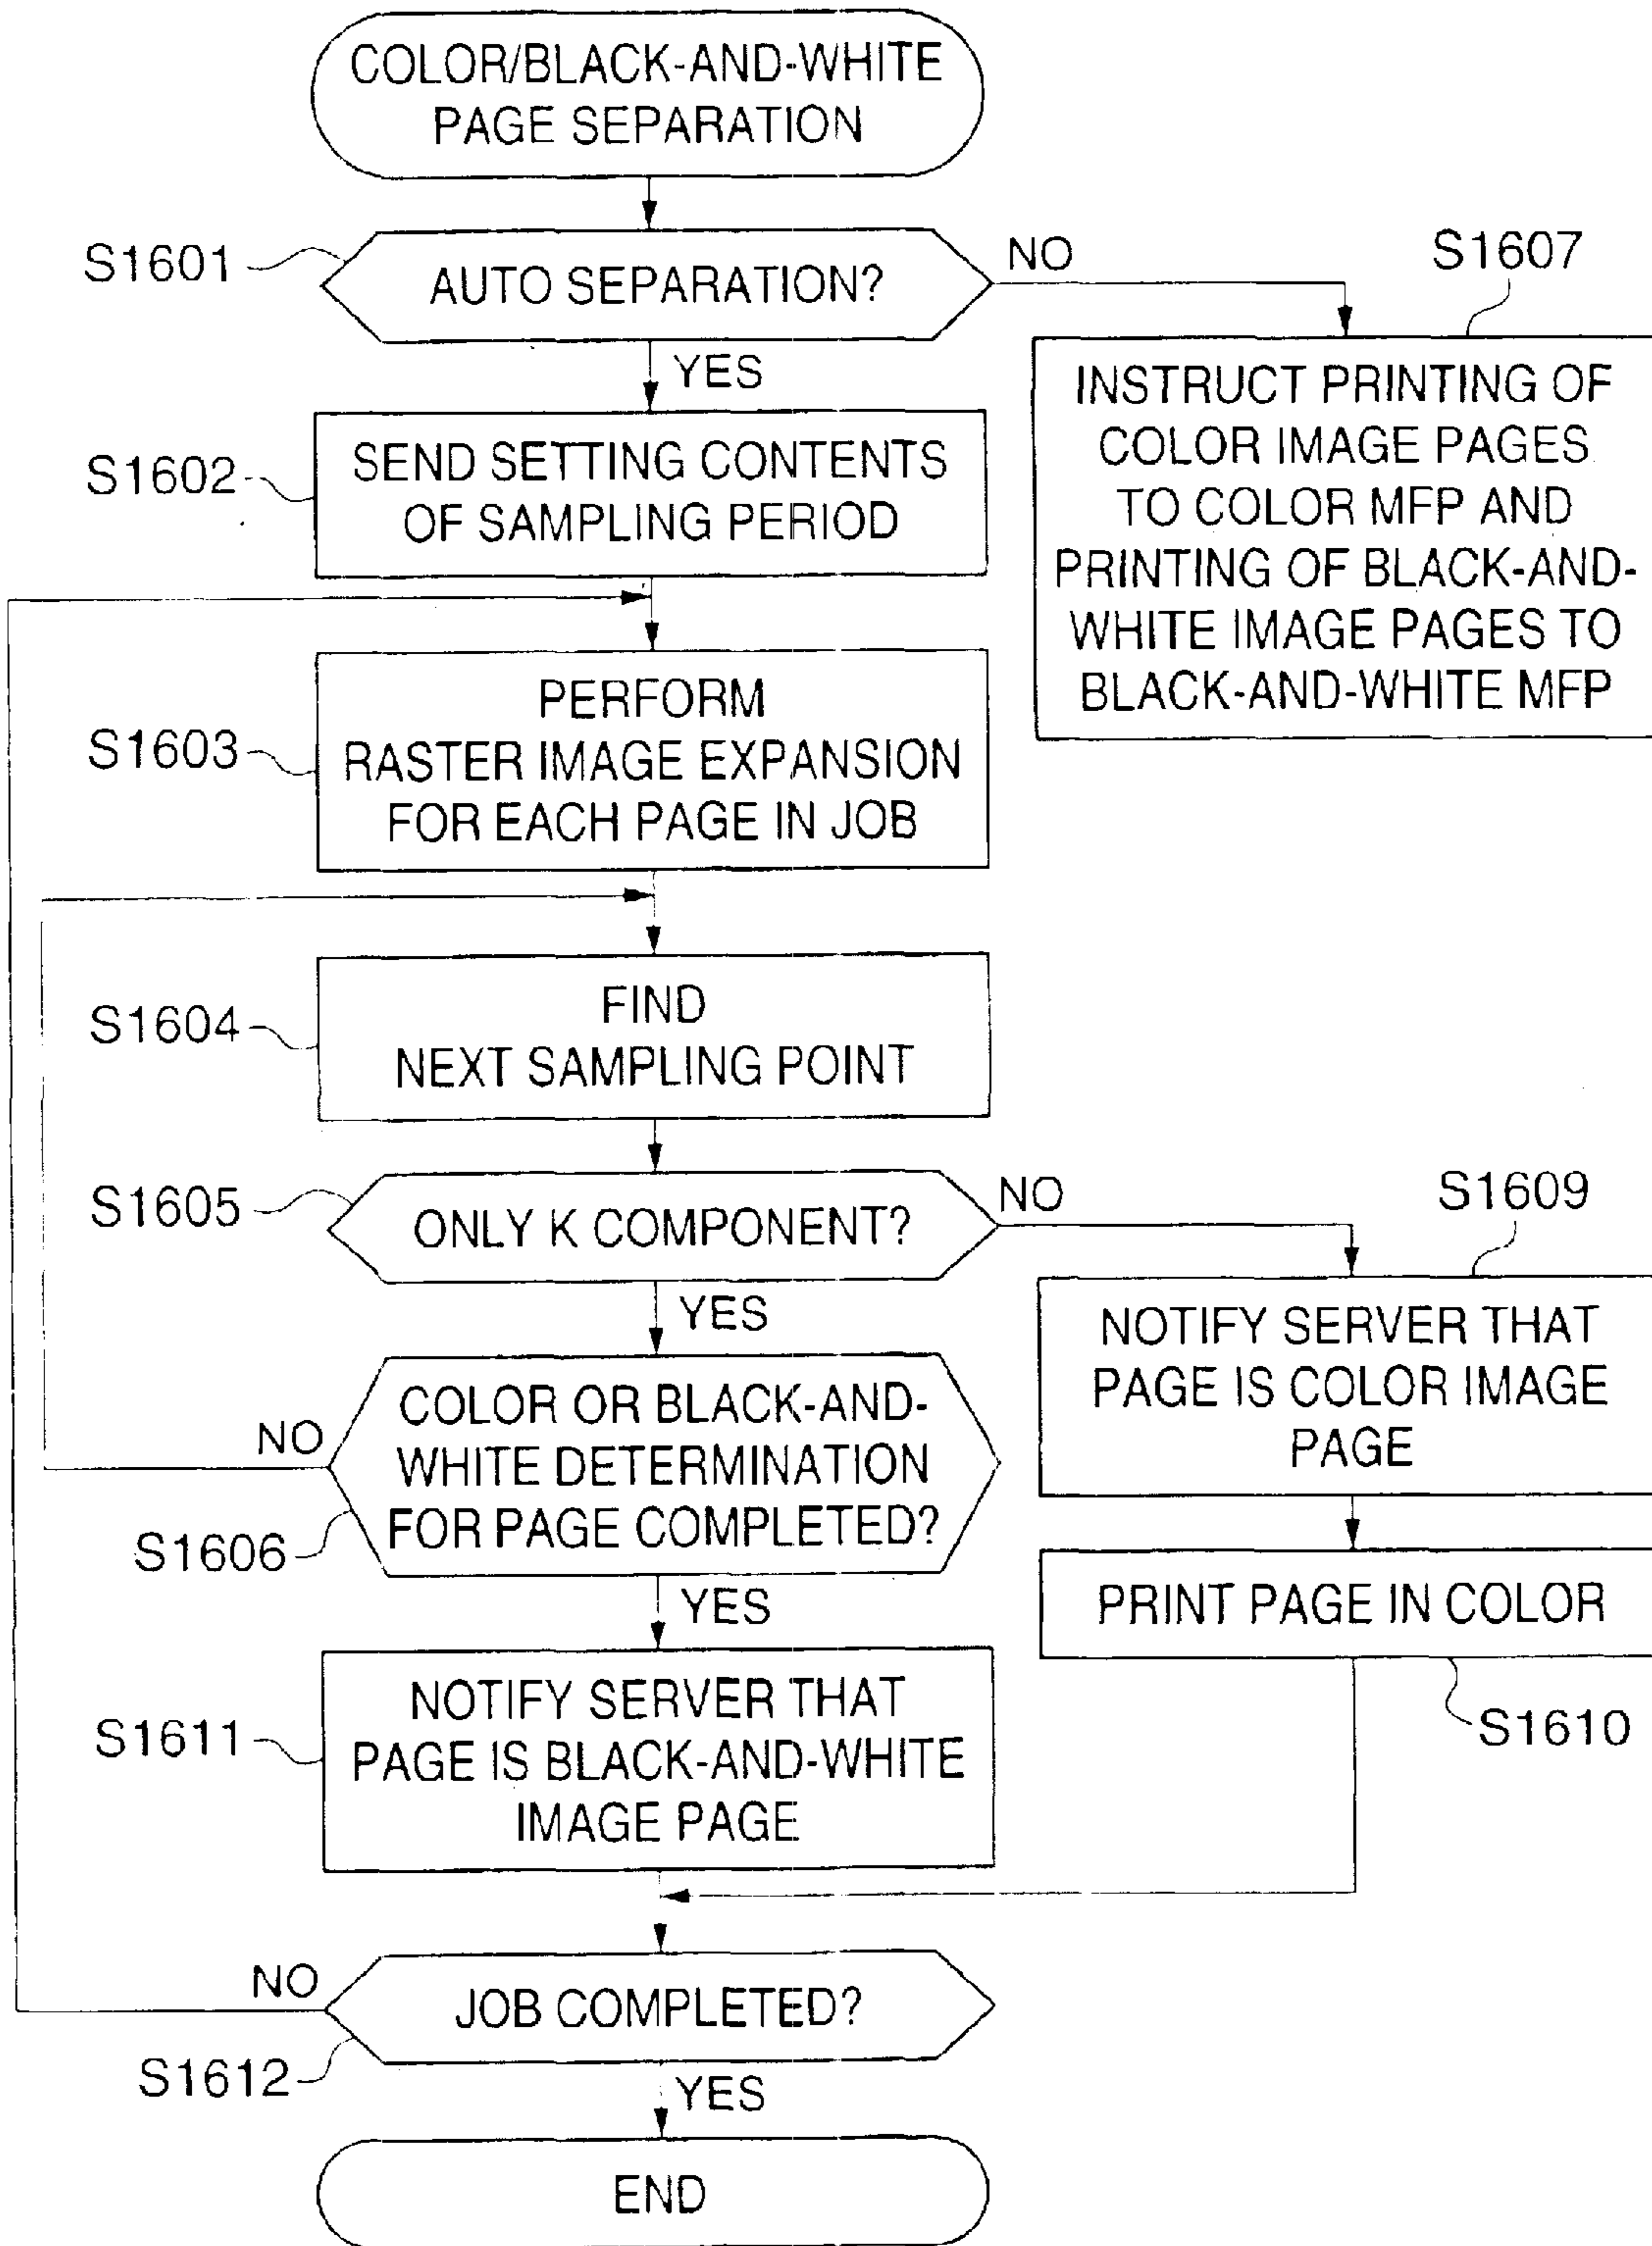 COLOR/BLACK-AND-WHITE
PAGE SEPARATION
S1601
AUTO SEPARATION?
NO
S1607
YES
INSTRUCT PRINTING OF
COLOR IMAGE PAGES
TO COLOR MFP AND
PRINTING OF BLACK-AND-
WHITE IMAGE PAGES TO
BLACK-AND-WHITE MFP
S1602
SEND SETTING CONTENTS
OF SAMPLING PERIOD
S1603
PERFORM
RASTER IMAGE EXPANSION
FOR EACH PAGE IN JOB
S1604
FIND
NEXT SAMPLING POINT
S1605
ONLY K COMPONENT?
NO
S1609
YES
NOTIFY SERVER THAT
PAGE IS COLOR IMAGE
PAGE
NO
COLOR OR BLACK-AND-
WHITE DETERMINATION
FOR PAGE COMPLETED?
S1606
YES
PRINT PAGE IN COLOR
S1610
S1611
NOTIFY SERVER THAT
PAGE IS BLACK-AND-WHITE
IMAGE PAGE
NO
JOB COMPLETED?
S1612
YES
END